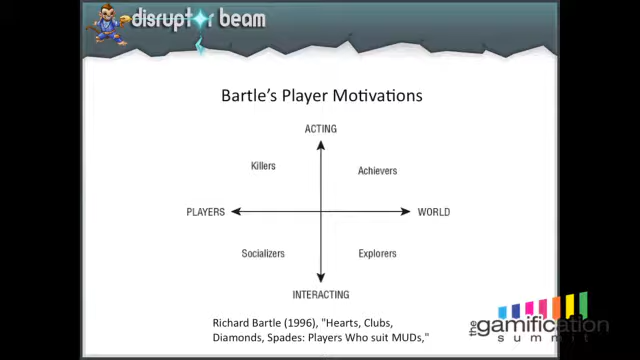 disruptor beam
Bartle's Player Motivations
ACTING
Killers
Achievers
PLAYERS
WORLD
Socializers
Explorers
INTERACTING
Richard Bartle (1996), "Hearts, Clubs,
Diamonds, Spades: Players Who suit MUDs,"
the gamification
summit